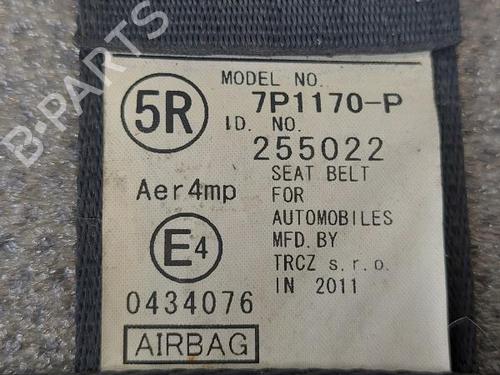 MODEL NO.
5R
7P1170-P
I.D. NO.
255022
Aer4mp
SEAT BELT
FOR
AUTOMOBILES
E4
MFD. BY
TRCZ s.r.o.
0434076
IN 2011
AIRBAG
B-PARTS